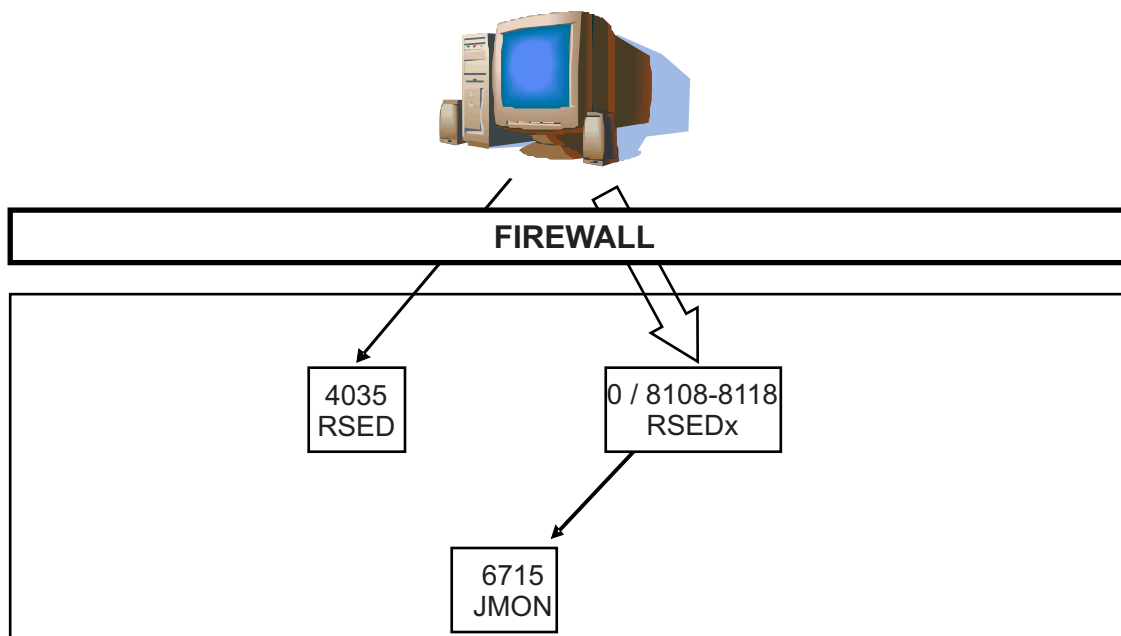 FIREWALL
4035
RSED
0 / 8108-8118
RSEDx
6715
JMON